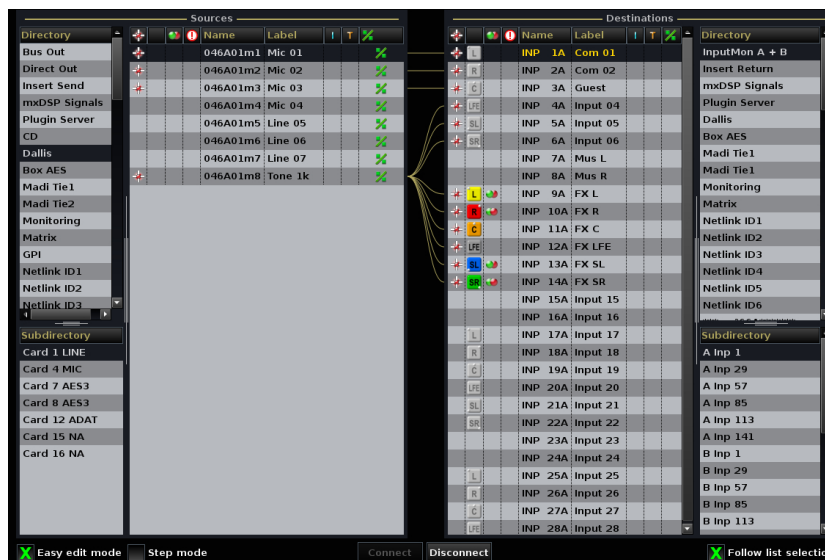 Sources
Destinations
Directory
Bus Out
Direct Out
Insert Send
mxDSP Signals
Plugin Server
CD
Dallis
Box AES
Madi Tie1
Madi Tie2
Monitoring
Matrix
GPI
Netlink ID1
Netlink ID2
Netlink ID3
Subdirectory
Card 1 LINE
Card 4 MIC
Card 7 AES3
Card 8 AES3
Card 12 ADAT
Card 15 NA
Card 16 NA
Name Label ! T
046A01m1 Mic 01
046A01m2 Mic 02
046A01m3 Mic 03
046A01m4 Mic 04
046A01m5 Line 05
046A01m6 Line 06
046A01m7 Line 07
046A01m8 Tone 1k
Name Label ! T
L INP 1A Com 01
R INP 2A Com 02
C INP 3A Guest
LFE INP 4A Input 04
SL INP 5A Input 05
SR INP 6A Input 06
INP 7A Mus L
INP 8A Mus R
L INP 9A FX L
R INP 10A FX R
C INP 11A FX C
LFE INP 12A FX LFE
SL INP 13A FX SL
SR INP 14A FX SR
INP 15A Input 15
INP 16A Input 16
L INP 17A Input 17
R INP 18A Input 18
C INP 19A Input 19
LFE INP 20A Input 20
SL INP 21A Input 21
SR INP 22A Input 22
INP 23A Input 23
INP 24A Input 24
L INP 25A Input 25
R INP 26A Input 26
C INP 27A Input 27
LFE INP 28A Input 28
Directory
InputMon A + B
Insert Return
mxDSP Signals
Plugin Server
Dallis
Box AES
Madi Tie1
Madi Tie1
Monitoring
Matrix
Netlink ID1
Netlink ID2
Netlink ID3
Netlink ID4
Netlink ID5
Netlink ID6
Subdirectory
A Inp 1
A Inp 29
A Inp 57
A Inp 85
A Inp 113
A Inp 141
B Inp 1
B Inp 29
B Inp 57
B Inp 85
B Inp 113
X Easy edit mode
Step mode
Connect
Disconnect
X Follow list selectio